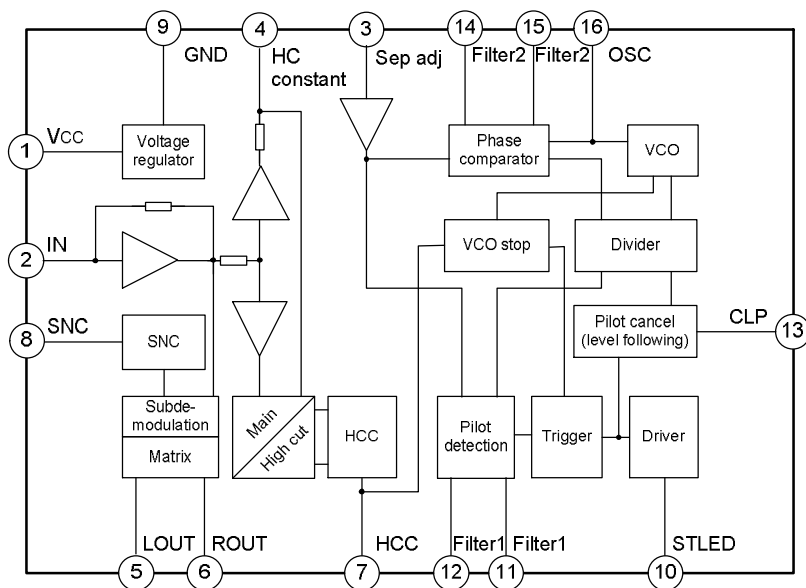 9
4
3
14
15
16
GND
HC
constant
Sep adj
Filter2
Filter2
OSC
1
VCC
Voltage
regulator
Phase
comparator
VCO
2
IN
VCO stop
Divider
8
SNC
SNC
Pilot cancel
(level following)
CLP
13
Subde-
modulation
Matrix
Main
High cut
HCC
Pilot
detection
Trigger
Driver
5
LOUT
6
ROUT
7
HCC
12
Filter1
11
Filter1
10
STLED